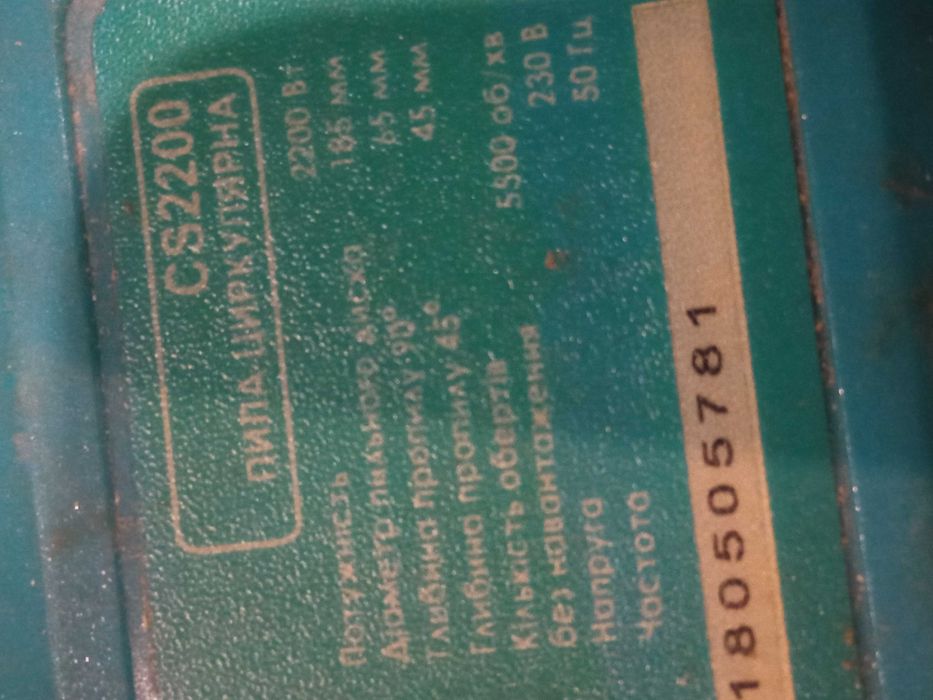 CS2200
ПИЛА ЦИРКУЛЯРНА
Потужність 2200 Вт
Діаметр пильного диска 185 мм
Глибина пропилу 90° 65 мм
Глибина пропилу 45° 45 мм
Кількість обертів
без навантаження 5500 об/хв
Напруга 230 В
Частота 50 Гц
180505781